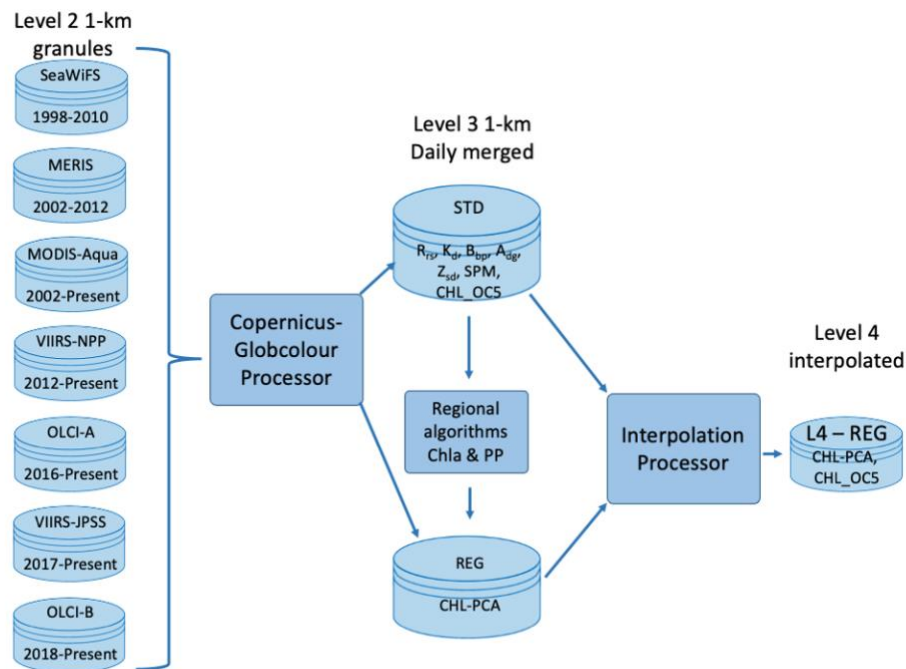 Level 2 1-km
granules
SeaWiFS
1998-2010
MERIS
2002-2012
MODIS-Aqua
2002-Present
VIIRS-NPP
2012-Present
OLCI-A
2016-Present
VIIRS-JPSS
2017-Present
OLCI-B
2018-Present
Copernicus-
Globcolour
Processor
Level 3 1-km
Daily merged
STD
Rrs, Kd, Bbp, Adg,
Zsd, SPM,
CHL_OC5
Regional
algorithms
Chla & PP
REG
CHL-PCA
Interpolation
Processor
Level 4
interpolated
L4 – REG
CHL-PCA,
CHL_OC5